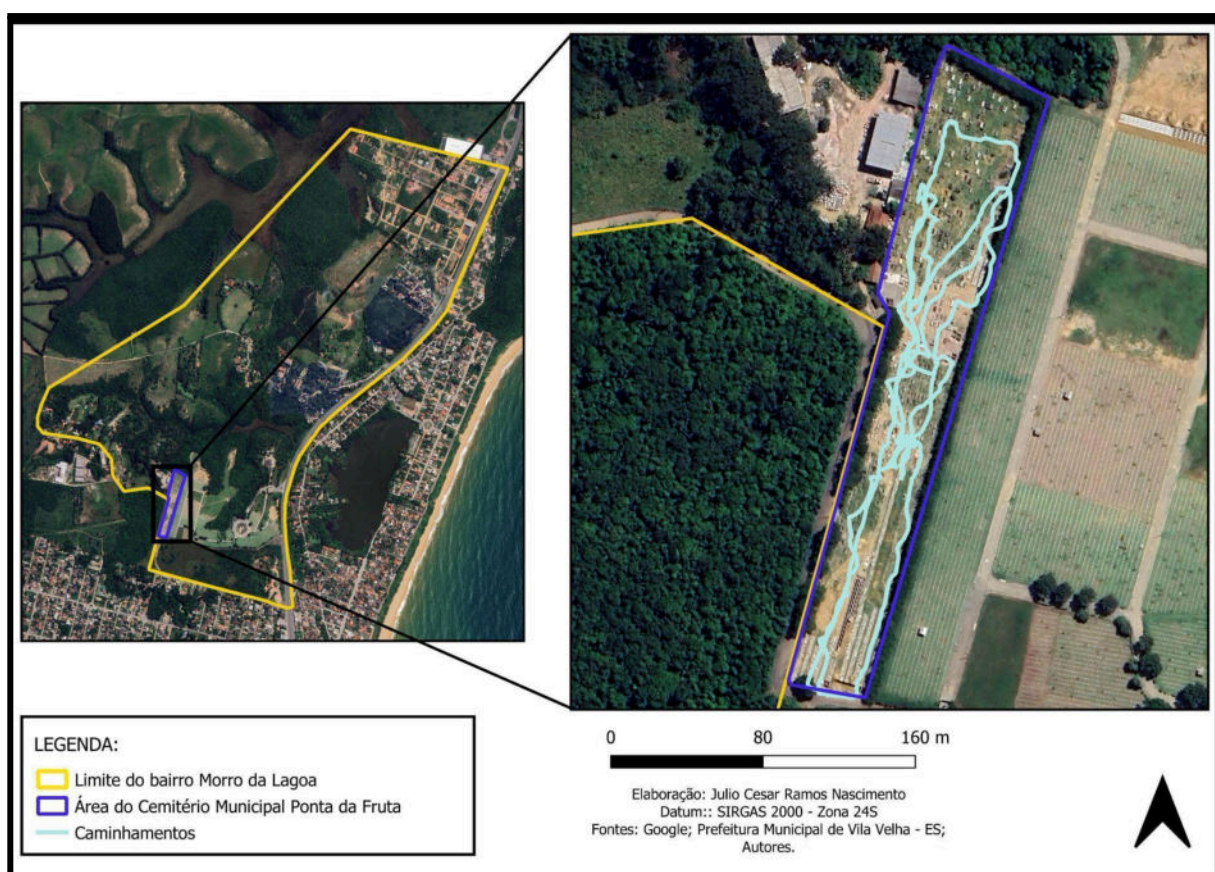 LEGENDA:
Limite do bairro Morro da Lagoa
Área do Cemitério Municipal Ponta da Fruta
Caminhamentos
0 80 160 m
Elaboração: Julio Cesar Ramos Nascimento
Datum:: SIRGAS 2000 - Zona 24S
Fontes: Google; Prefeitura Municipal de Vila Velha - ES;
Autores.